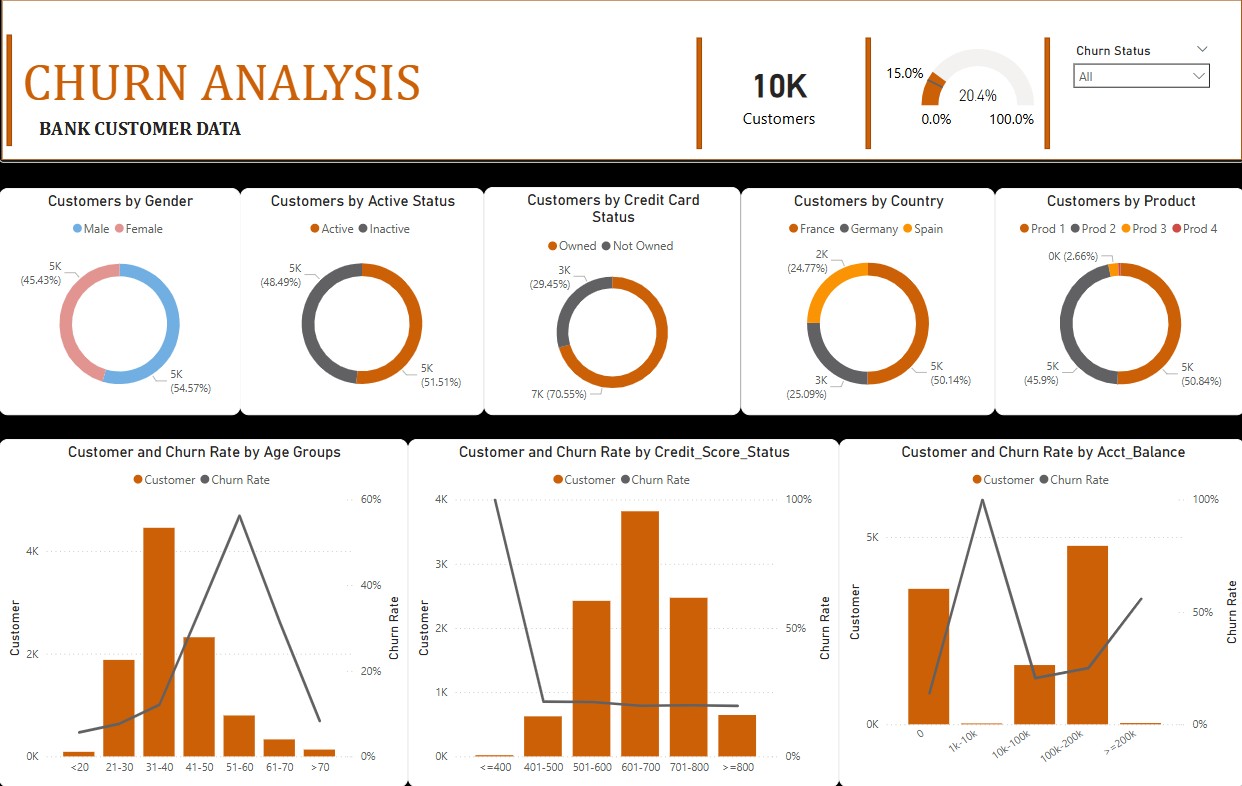 CHURN ANALYSIS
BANK CUSTOMER DATA
10K
Customers
15.0%
20.4%
0.0%
100.0%
Churn Status
All
Customers by Gender
Male Female
5K
(45.43%)
5K
(54.57%)
Customers by Active Status
Active Inactive
5K
(48.49%)
5K
(51.51%)
Customers by Credit Card
Status
Owned Not Owned
3K
(29.45%)
7K (70.55%)
Customers by Country
France Germany Spain
2K
(24.77%)
3K
(25.09%)
5K
(50.14%)
Customers by Product
Prod 1 Prod 2 Prod 3 Prod 4
0K (2.66%)
5K
(45.9%)
5K
(50.84%)
Customer and Churn Rate by Age Groups
Customer Churn Rate
60%
4K
40%
2K
20%
0K
0%
Customer
Churn Rate
<20 21-30 31-40 41-50 51-60 61-70 >70
Customer and Churn Rate by Credit_Score_Status
Customer Churn Rate
4K
100%
3K
2K
50%
1K
0K
0%
Customer
Churn Rate
<=400 401-500 501-600 601-700 701-800 >=800
Customer and Churn Rate by Acct_Balance
Customer Churn Rate
100%
5K
50%
0K
0%
Customer
Churn Rate
0 1k-10k 10k-100k 100k-200k >=200k